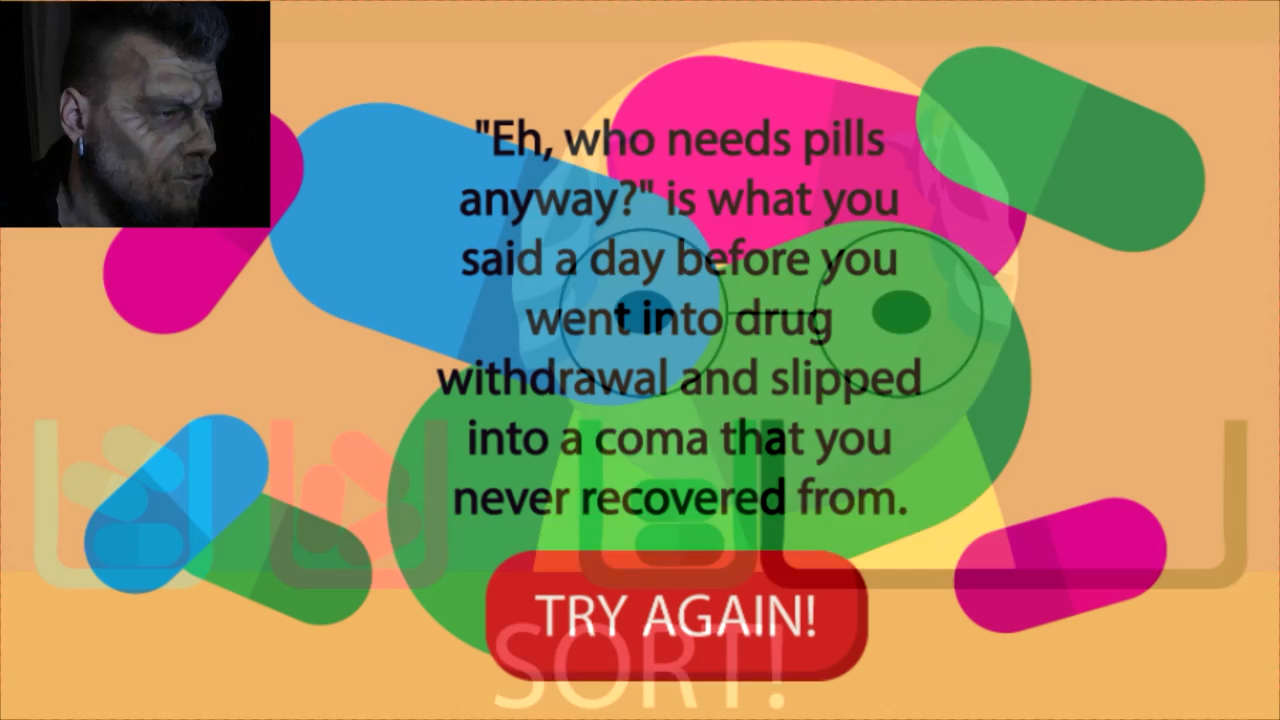 "Eh, who needs pills
anyway?" is what you
said a day before you
went into drug
withdrawal and slipped
into a coma that you
never recovered from.
TRY AGAIN!
SORT!